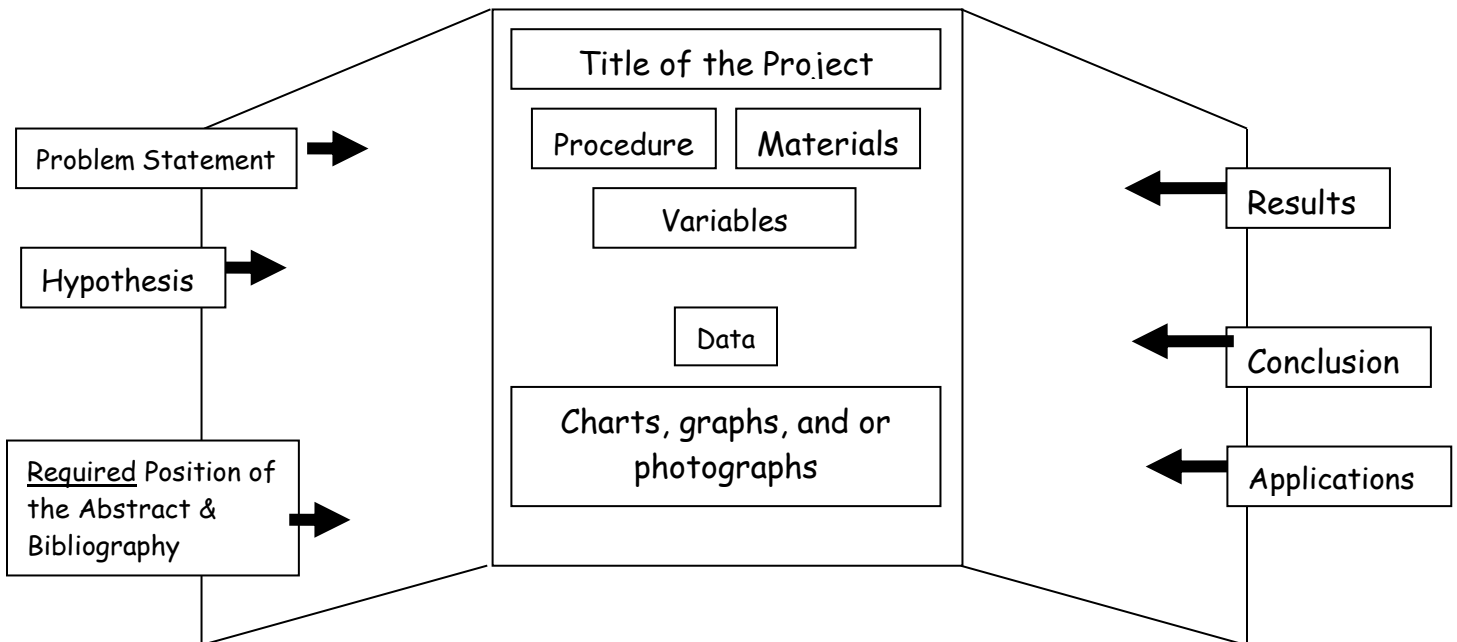 Title of the Project
Procedure
Materials
Variables
Data
Charts, graphs, and or
photographs
Problem Statement
Hypothesis
Required Position of
the Abstract &
Bibliography
Results
Conclusion
Applications